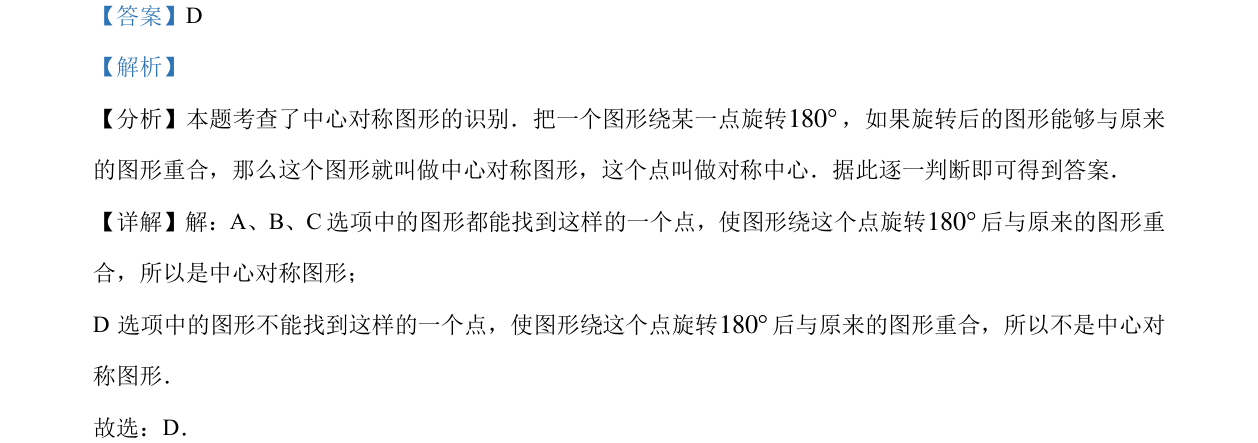 【答案】D
【解析】
【分析】本题考查了中心对称图形的识别．把一个图形绕某一点旋转180°，如果旋转后的图形能够与原来
的图形重合，那么这个图形就叫做中心对称图形，这个点叫做对称中心．据此逐一判断即可得到答案．
【详解】解：A、B、C 选项中的图形都能找到这样的一个点，使图形绕这个点旋转180° 后与原来的图形重
合，所以是中心对称图形；
D 选项中的图形不能找到这样的一个点，使图形绕这个点旋转180° 后与原来的图形重合，所以不是中心对
称图形．
故选：D．